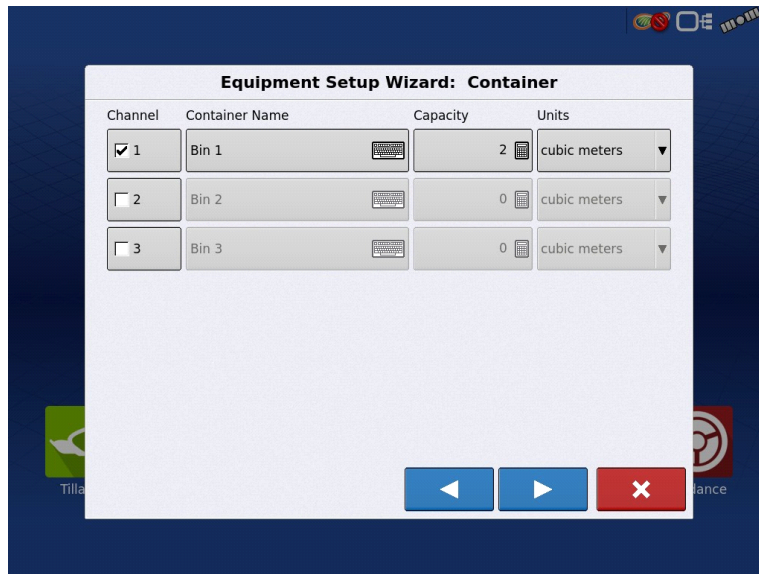 Equipment Setup Wizard: Container
Channel Container Name Capacity Units
1 Bin 1 2 cubic meters
2 Bin 2 0 cubic meters
3 Bin 3 0 cubic meters
Tilla dance